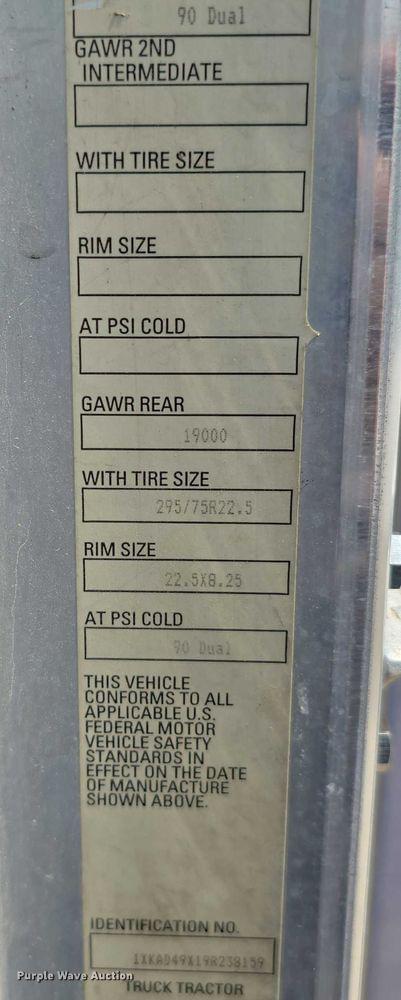 90 Dual
GAWR 2ND
INTERMEDIATE
WITH TIRE SIZE
RIM SIZE
AT PSI COLD
GAWR REAR
19000
WITH TIRE SIZE
295/75R22.5
RIM SIZE
22.5X8.25
AT PSI COLD
90 Dual
THIS VEHICLE
CONFORMS TO ALL
APPLICABLE U.S.
FEDERAL MOTOR
VEHICLE SAFETY
STANDARDS IN
EFFECT ON THE DATE
OF MANUFACTURE
SHOWN ABOVE.
IDENTIFICATION NO.
1XKAD49X19R238159
TRUCK TRACTOR
Purple Wave Auction